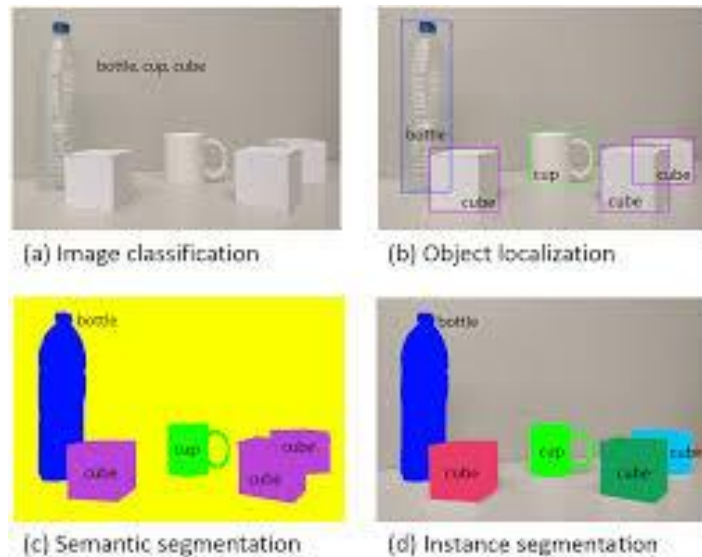 bottle, cup, cube
(a) Image classification
bottle
cup
cube
cube
cube
(b) Object localization
bottle
cup
cube
cube
cube
(c) Semantic segmentation
bottle
cup
cube
cube
cube
(d) Instance segmentation